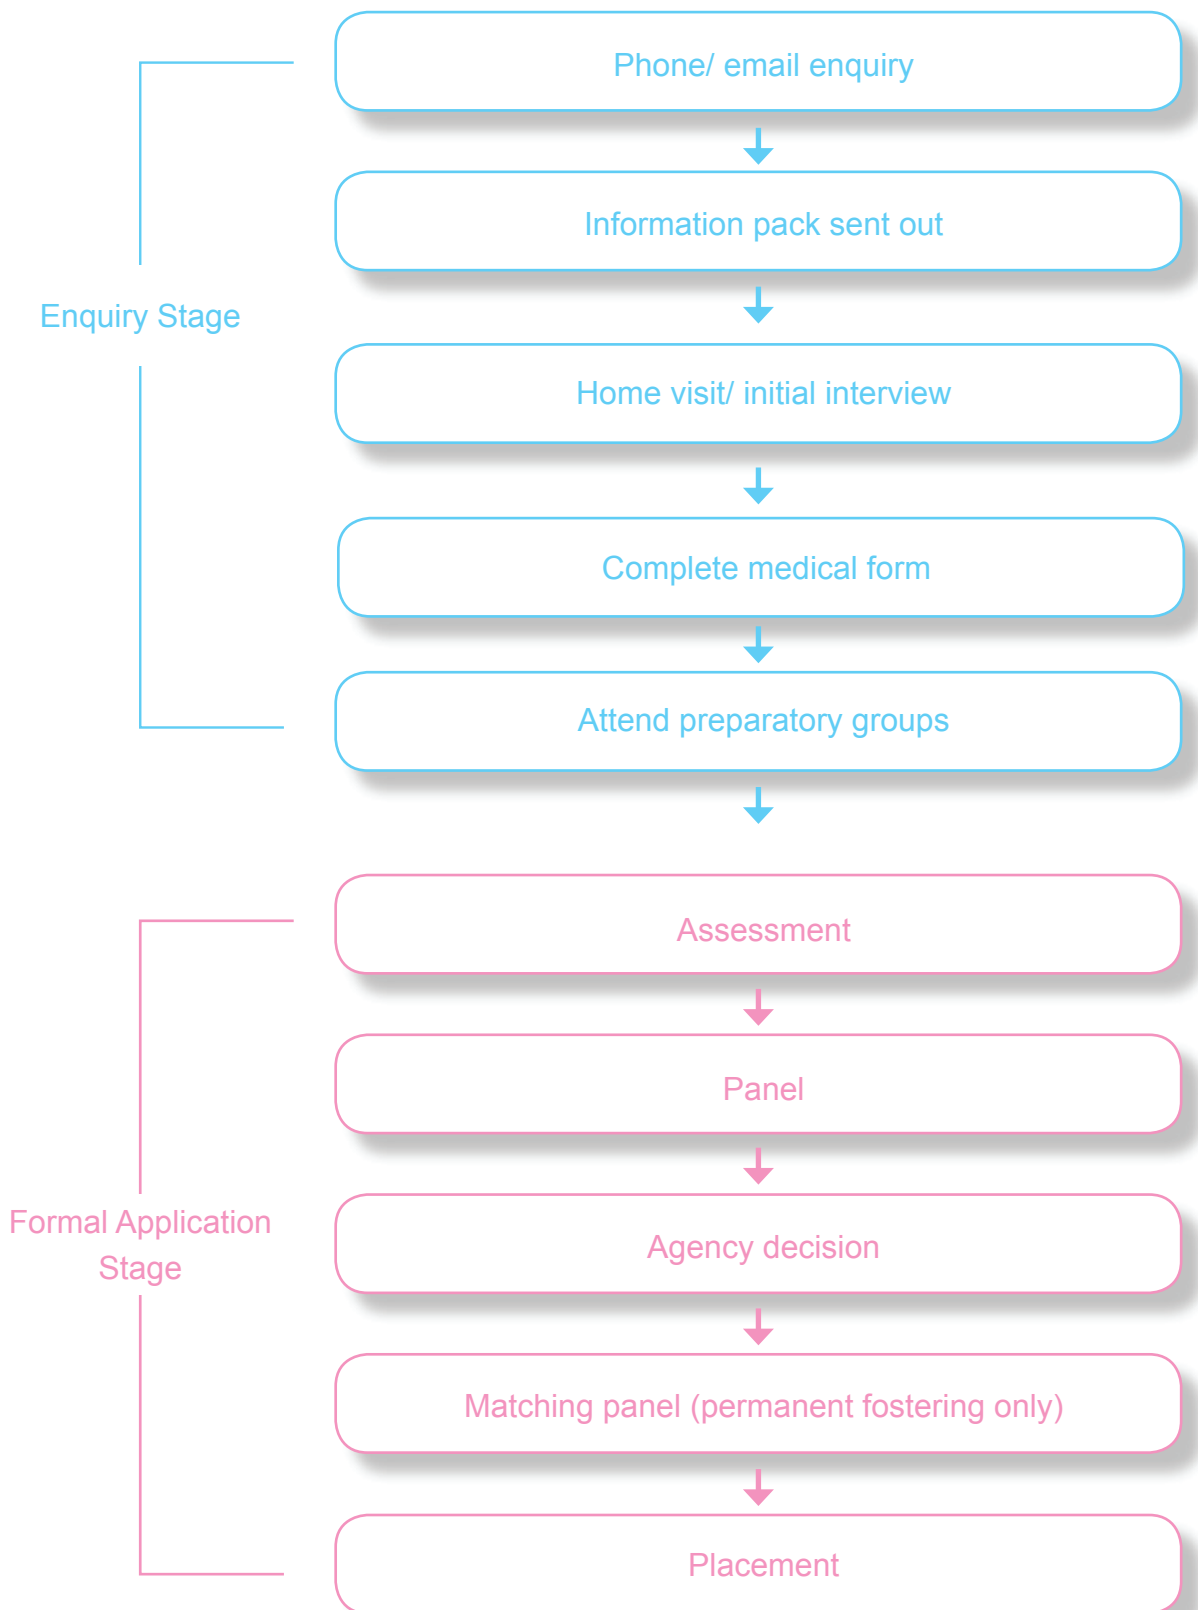 Phone/ email enquiry
Information pack sent out
Enquiry Stage
Home visit/ initial interview
Complete medical form
Attend preparatory groups
Assessment
Panel
Formal Application
Stage
Agency decision
Matching panel (permanent fostering only)
Placement